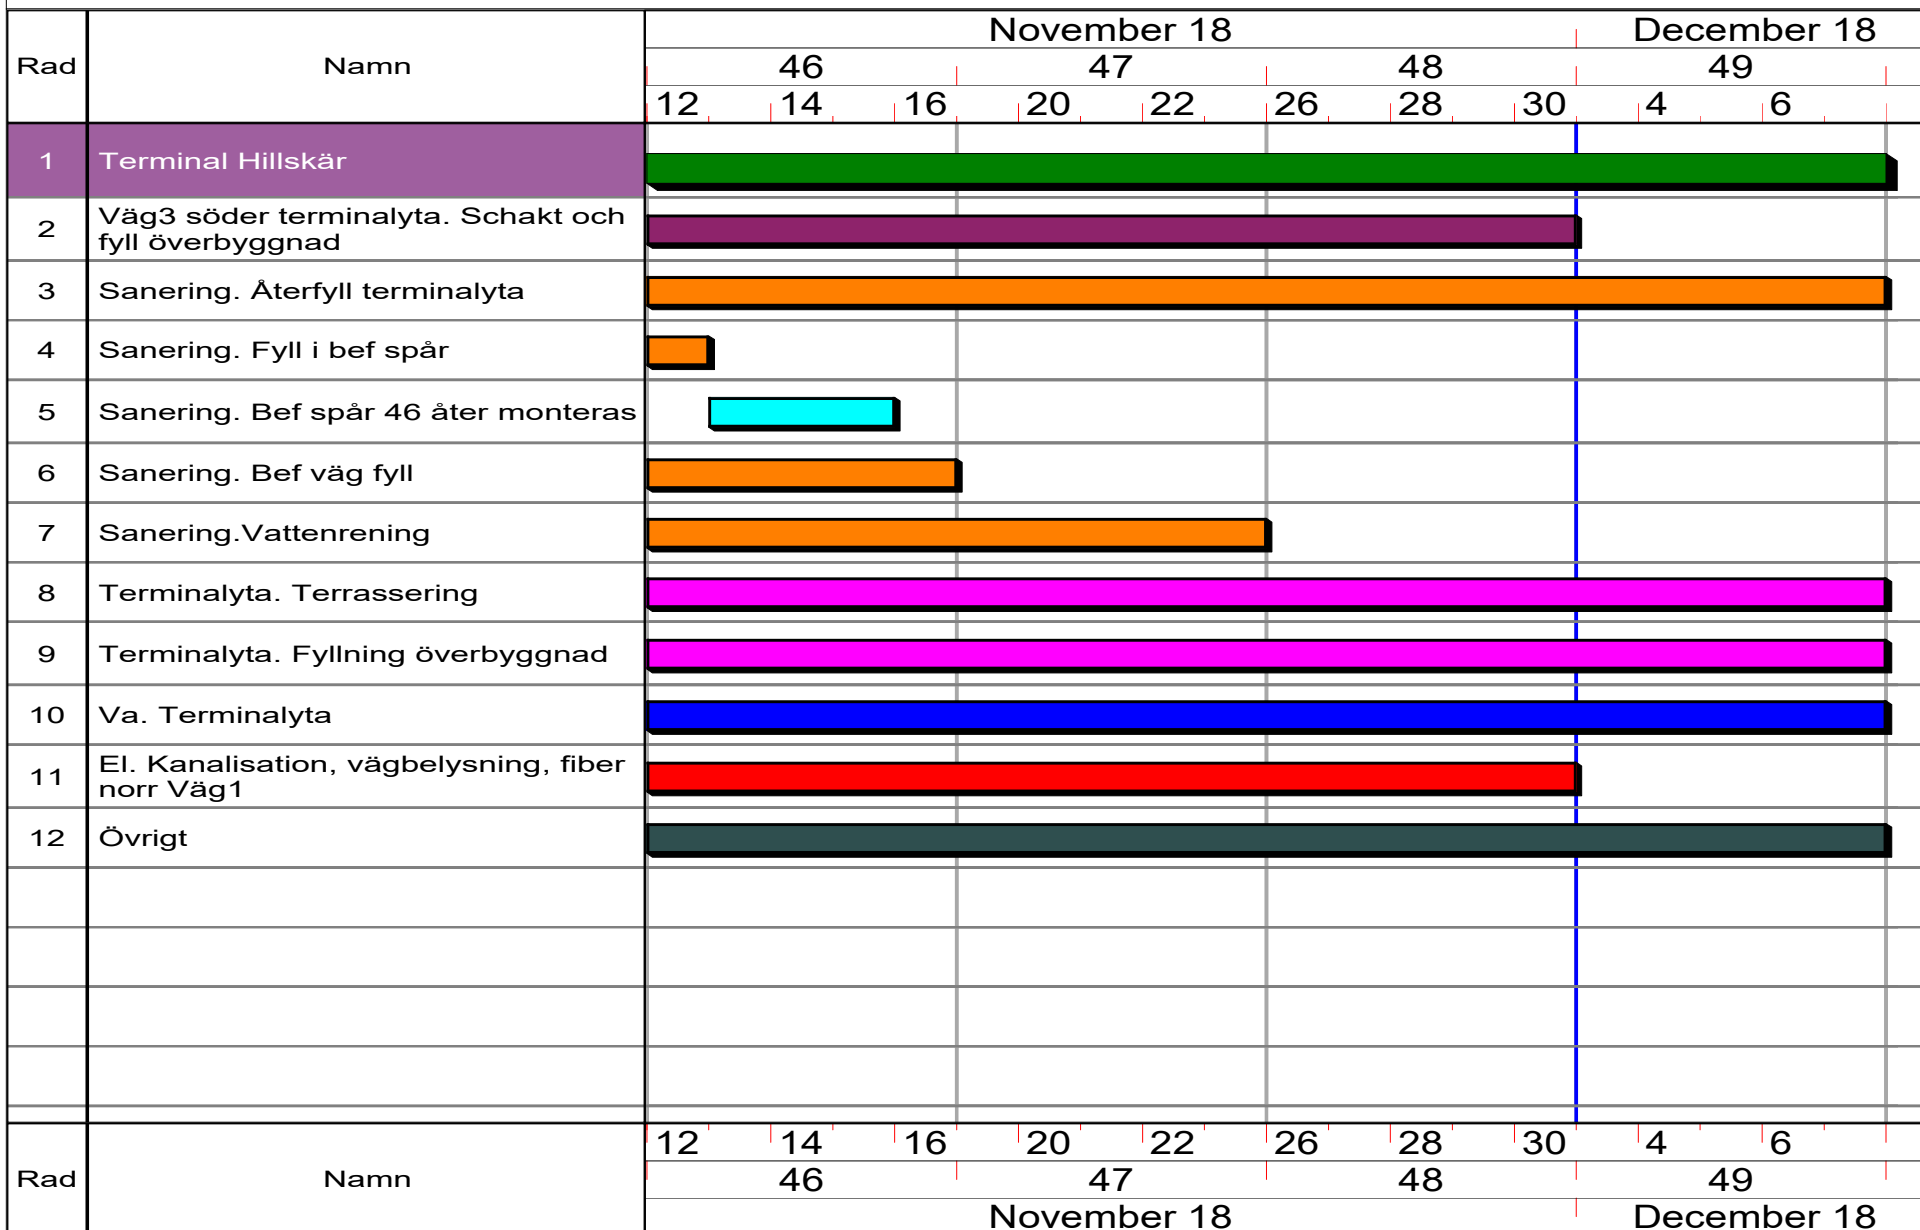 November 18 December 18
Rad Namn 46 47 48 49
12 14 16 20 22 26 28 30 4 6
1 Terminal Hillskär
2 Väg3 söder terminalyta. Schakt och
fyll överbyggnad
3 Sanering. Återfyll terminalyta
4 Sanering. Fyll i bef spår
5 Sanering. Bef spår 46 åter monteras
6 Sanering. Bef väg fyll
7 Sanering.Vattenrening
8 Terminalyta. Terrassering
9 Terminalyta. Fyllning överbyggnad
10 Va. Terminalyta
11 El. Kanalisation, vägbelysning, fiber
norr Väg1
12 Övrigt
12 14 16 20 22 26 28 30 4 6
Rad Namn 46 47 48 49
November 18 December 18